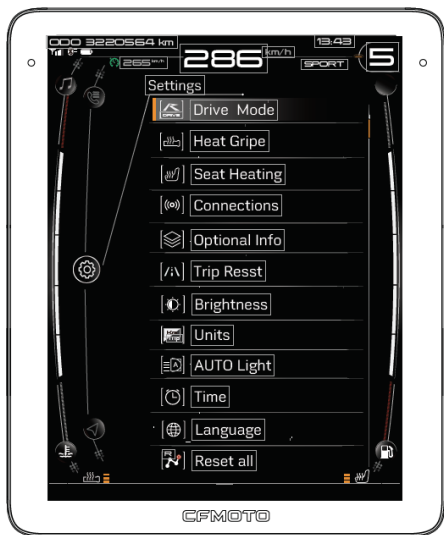 ODO 3220564 km
13:43
265 km/h
286 km/h
SPORT
5
Settings
DRIVE Drive Mode
Heat Gripe
Seat Heating
Connections
Optional Info
Trip Resst
Brightness
Units
A AUTO Light
Time
Language
R N Reset all
CFMOTO